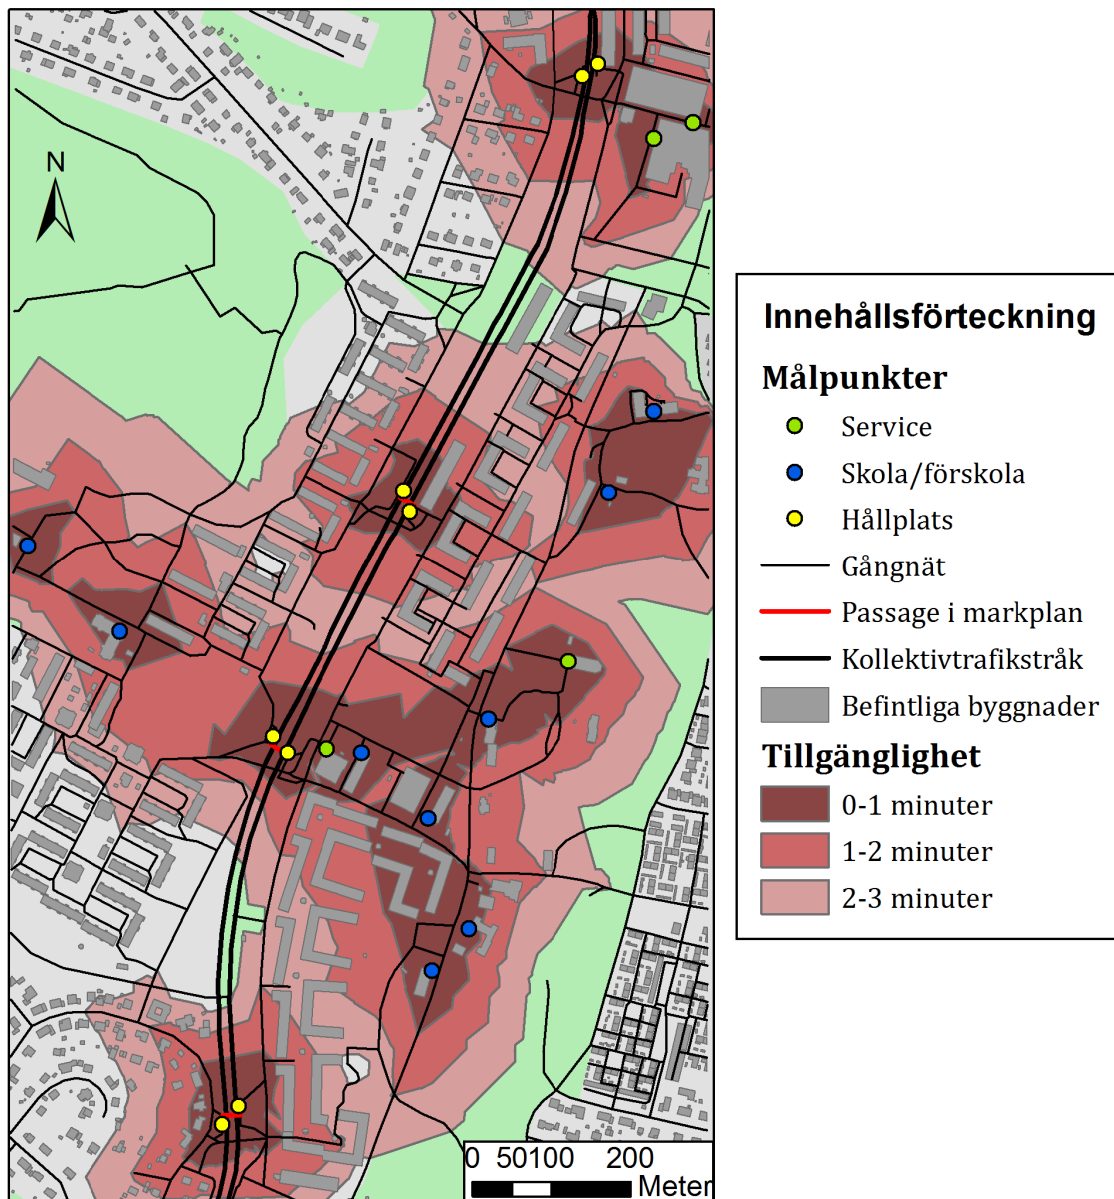 N
Innehållsförteckning
Målpunkter
Service
Skola/förskola
Hållplats
Gångnät
Passage i markplan
Kollektivtrafikstråk
Befintliga byggnader
Tillgänglighet
0-1 minuter
1-2 minuter
2-3 minuter
0 50100 200
Meter